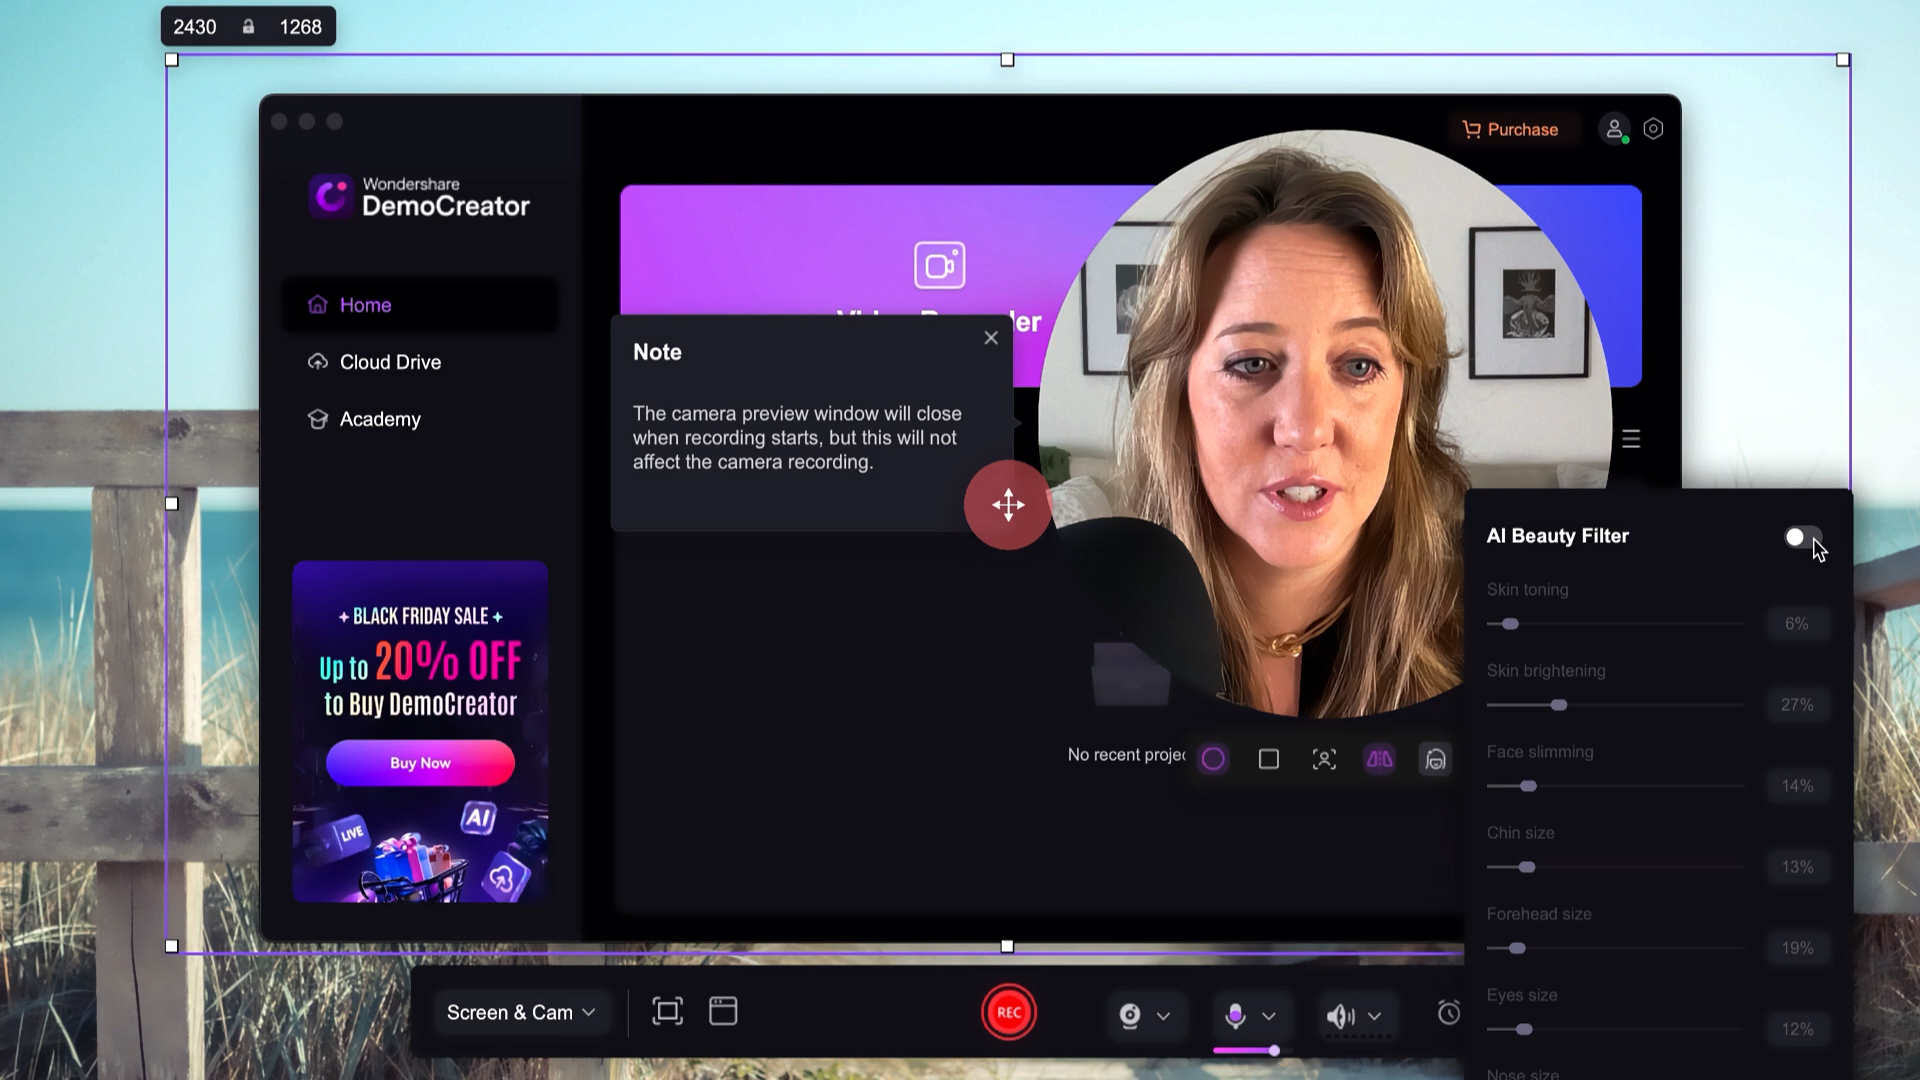 2430 1268
Purchase
Wondershare
DemoCreator
Home
Cloud Drive
Academy
Note
The camera preview window will close
when recording starts, but this will not
affect the camera recording.
BLACK FRIDAY SALE
Up to 20% OFF
to Buy DemoCreator
Buy Now
LIVE
AI
No recent projec
AI Beauty Filter
Skin toning
6%
Skin brightening
27%
Face slimming
14%
Chin size
13%
Forehead size
19%
Eyes size
12%
Nose size
Screen & Cam
REC